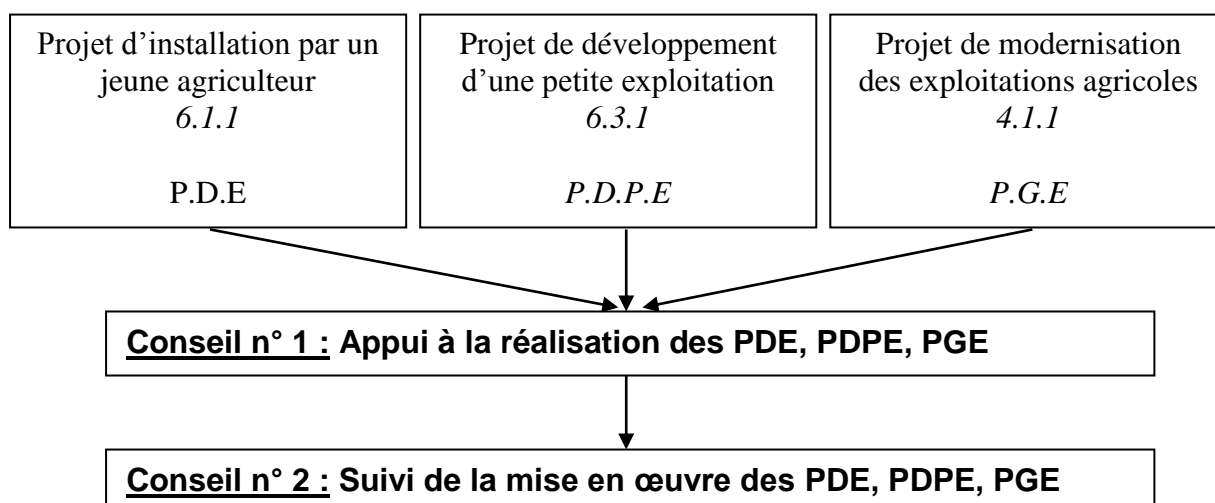 Projet d’installation par un
jeune agriculteur
6.1.1
P.D.E
Projet de développement
d’une petite exploitation
6.3.1
P.D.P.E
Projet de modernisation
des exploitations agricoles
4.1.1
P.G.E
Conseil n° 1 : Appui à la réalisation des PDE, PDPE, PGE
Conseil n° 2 : Suivi de la mise en œuvre des PDE, PDPE, PGE